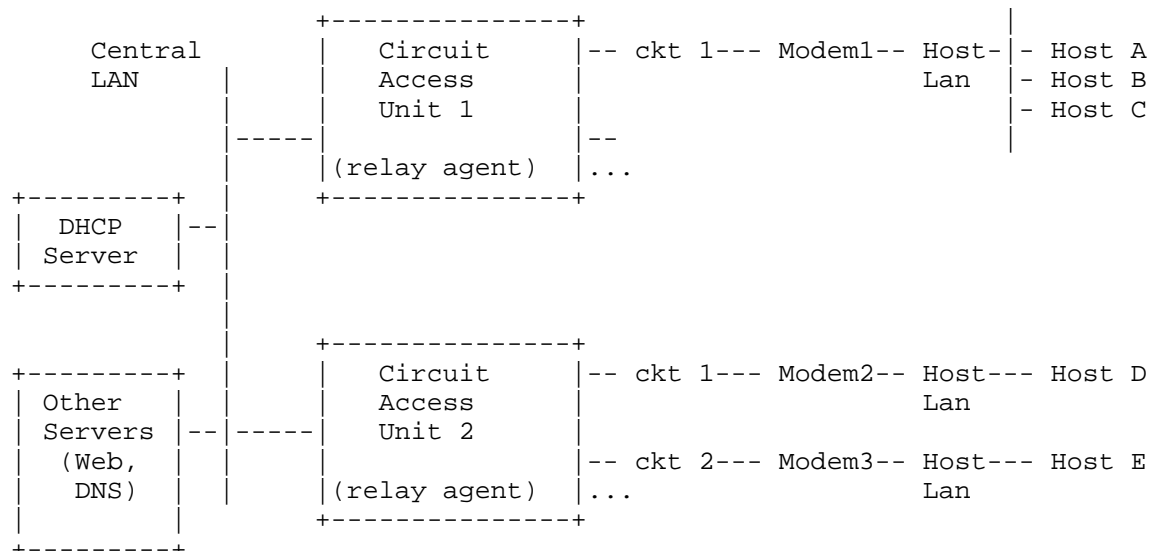 Central Circuit -- ckt 1--- Modem1-- Host- - Host A
LAN Access Lan - Host B
Unit 1 - Host C
(relay agent) ...
DHCP
Server
Circuit -- ckt 1--- Modem2-- Host--- Host D
Other Access Lan
Servers Unit 2
(Web, -- ckt 2--- Modem3-- Host--- Host E
DNS) (relay agent) ... Lan